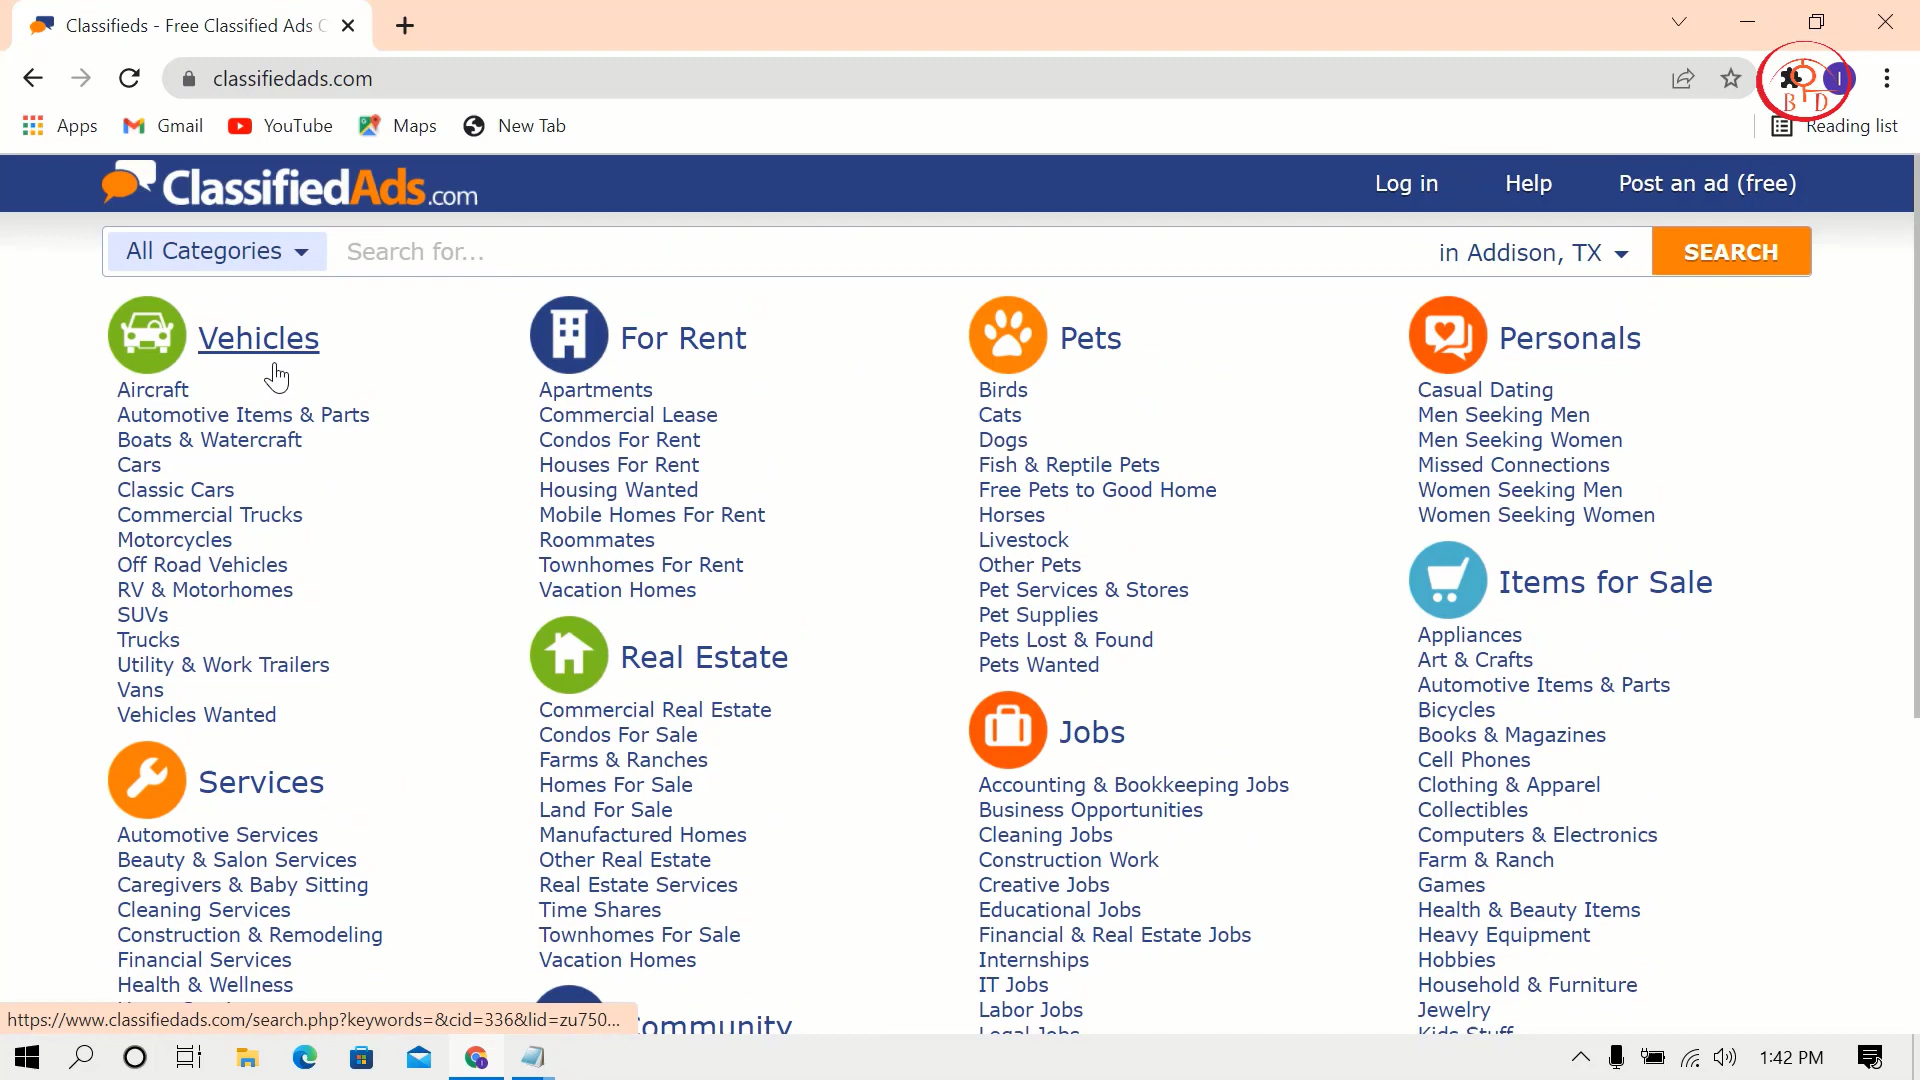 Classifieds - Free Classified Ads
classifiedads.com
Apps Gmail YouTube Maps New Tab Reading list
B D I
ClassifiedAds.com Log in Help Post an ad (free)
All Categories Search for... in Addison, TX SEARCH
Vehicles
Aircraft
Automotive Items & Parts
Boats & Watercraft
Cars
Classic Cars
Commercial Trucks
Motorcycles
Off Road Vehicles
RV & Motorhomes
SUVs
Trucks
Utility & Work Trailers
Vans
Vehicles Wanted
Services
Automotive Services
Beauty & Salon Services
Caregivers & Baby Sitting
Cleaning Services
Construction & Remodeling
Financial Services
Health & Wellness
For Rent
Apartments
Commercial Lease
Condos For Rent
Houses For Rent
Housing Wanted
Mobile Homes For Rent
Roommates
Townhomes For Rent
Vacation Homes
Real Estate
Commercial Real Estate
Condos For Sale
Farms & Ranches
Homes For Sale
Land For Sale
Manufactured Homes
Other Real Estate
Real Estate Services
Time Shares
Townhomes For Sale
Vacation Homes
ommunity
Pets
Birds
Cats
Dogs
Fish & Reptile Pets
Free Pets to Good Home
Horses
Livestock
Other Pets
Pet Services & Stores
Pet Supplies
Pets Lost & Found
Pets Wanted
Jobs
Accounting & Bookkeeping Jobs
Business Opportunities
Cleaning Jobs
Construction Work
Creative Jobs
Educational Jobs
Financial & Real Estate Jobs
Internships
IT Jobs
Labor Jobs
Legal Jobs
Personals
Casual Dating
Men Seeking Men
Men Seeking Women
Missed Connections
Women Seeking Men
Women Seeking Women
Items for Sale
Appliances
Art & Crafts
Automotive Items & Parts
Bicycles
Books & Magazines
Cell Phones
Clothing & Apparel
Collectibles
Computers & Electronics
Farm & Ranch
Games
Health & Beauty Items
Heavy Equipment
Hobbies
Household & Furniture
Jewelry
Kids Stuff
https://www.classifiedads.com/search.php?keywords=&cid=336&lid=zu750...
1:42 PM